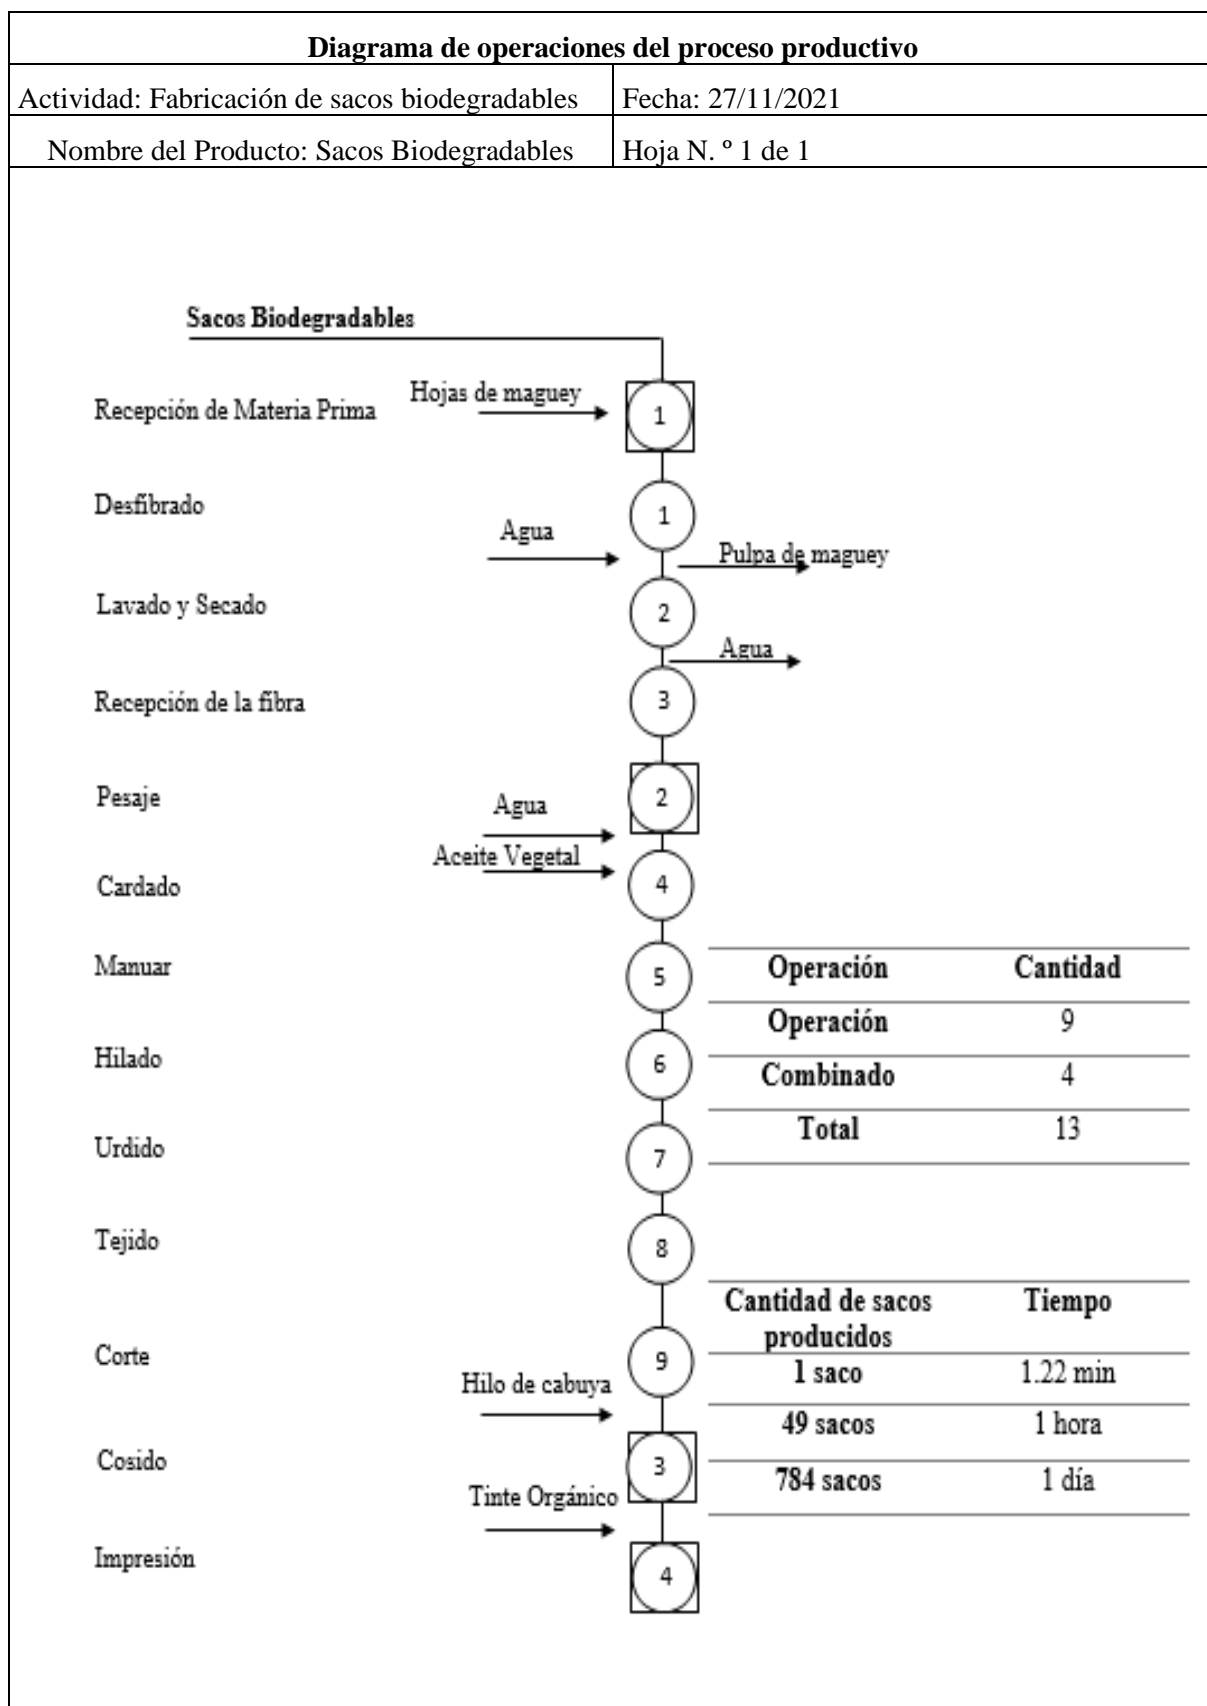 Diagrama de operaciones del proceso productivo
Actividad: Fabricación de sacos biodegradables
Fecha: 27/11/2021
Nombre del Producto: Sacos Biodegradables
Hoja N. º 1 de 1
Sacos Biodegradables
Recepción de Materia Prima
Hojas de maguey
1
Desfibrado
1
Agua
Pulpa de maguey
Lavado y Secado
2
Agua
Recepción de la fibra
3
Pesaje
2
Agua
Aceite Vegetal
Cardado
4
Manuar
5
Hilado
6
Urdido
7
Tejido
8
Corte
9
Hilo de cabuya
Cosido
3
Tinte Orgánico
Impresión
4
Operación Cantidad
Operación 9
Combinado 4
Total 13
Cantidad de sacos Tiempo
producidos
1 saco 1.22 min
49 sacos 1 hora
784 sacos 1 día